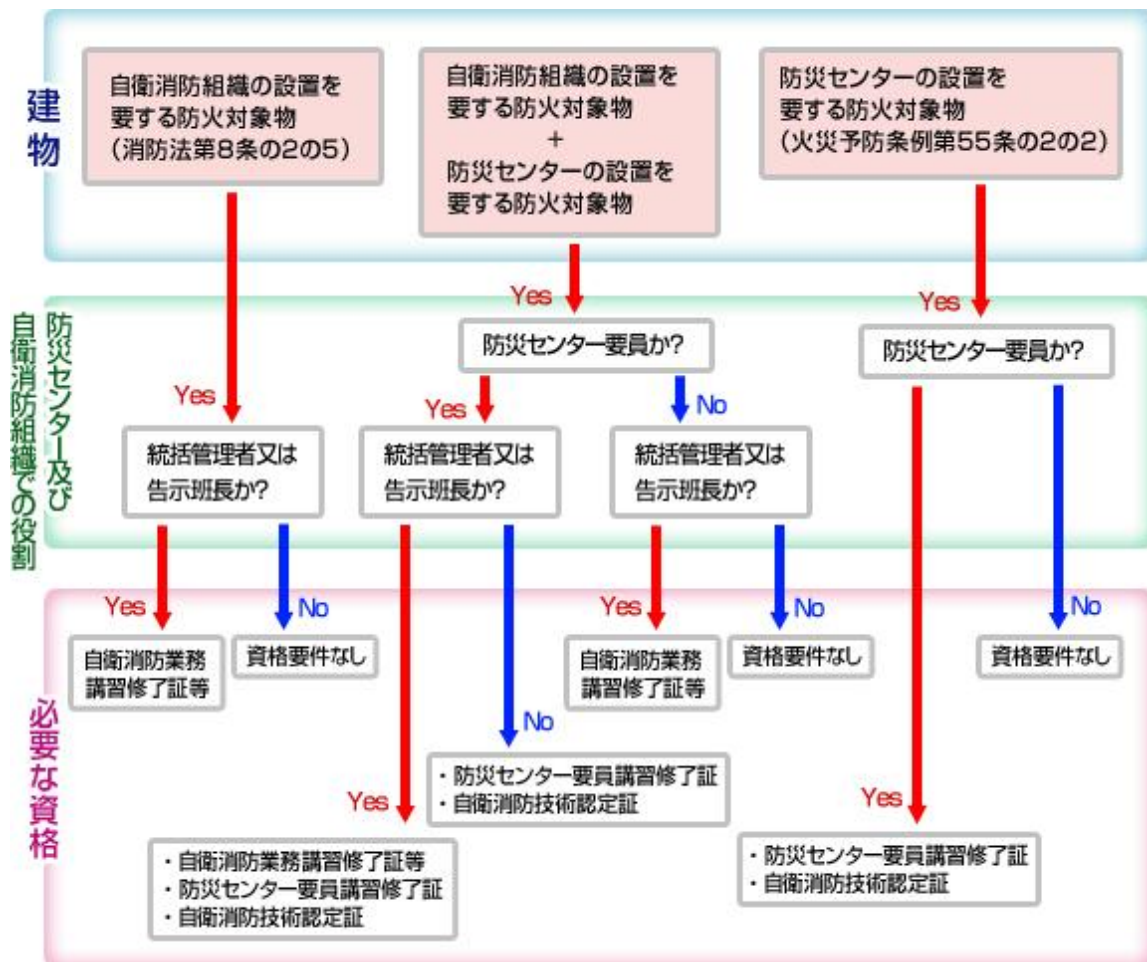 建物
自衛消防組織の設置を
要する防火対象物
（消防法第8条の2の5）
自衛消防組織の設置を
要する防火対象物
＋
防災センターの設置を
要する防火対象物
防災センターの設置を
要する防火対象物
（火災予防条例第55条の2の2）
Yes
Yes
防災センター及び
自衛消防組織での役割
防災センター要員か？
防災センター要員か？
Yes
Yes
No
統括管理者又は
告示班長か？
統括管理者又は
告示班長か？
統括管理者又は
告示班長か？
必要な資格
Yes
No
Yes
No
No
自衛消防業務
講習修了証等
資格要件なし
自衛消防業務
講習修了証等
資格要件なし
資格要件なし
No
・防災センター要員講習修了証
・自衛消防技術認定証
Yes
Yes
・自衛消防業務講習修了証等
・防災センター要員講習修了証
・自衛消防技術認定証
・防災センター要員講習修了証
・自衛消防技術認定証